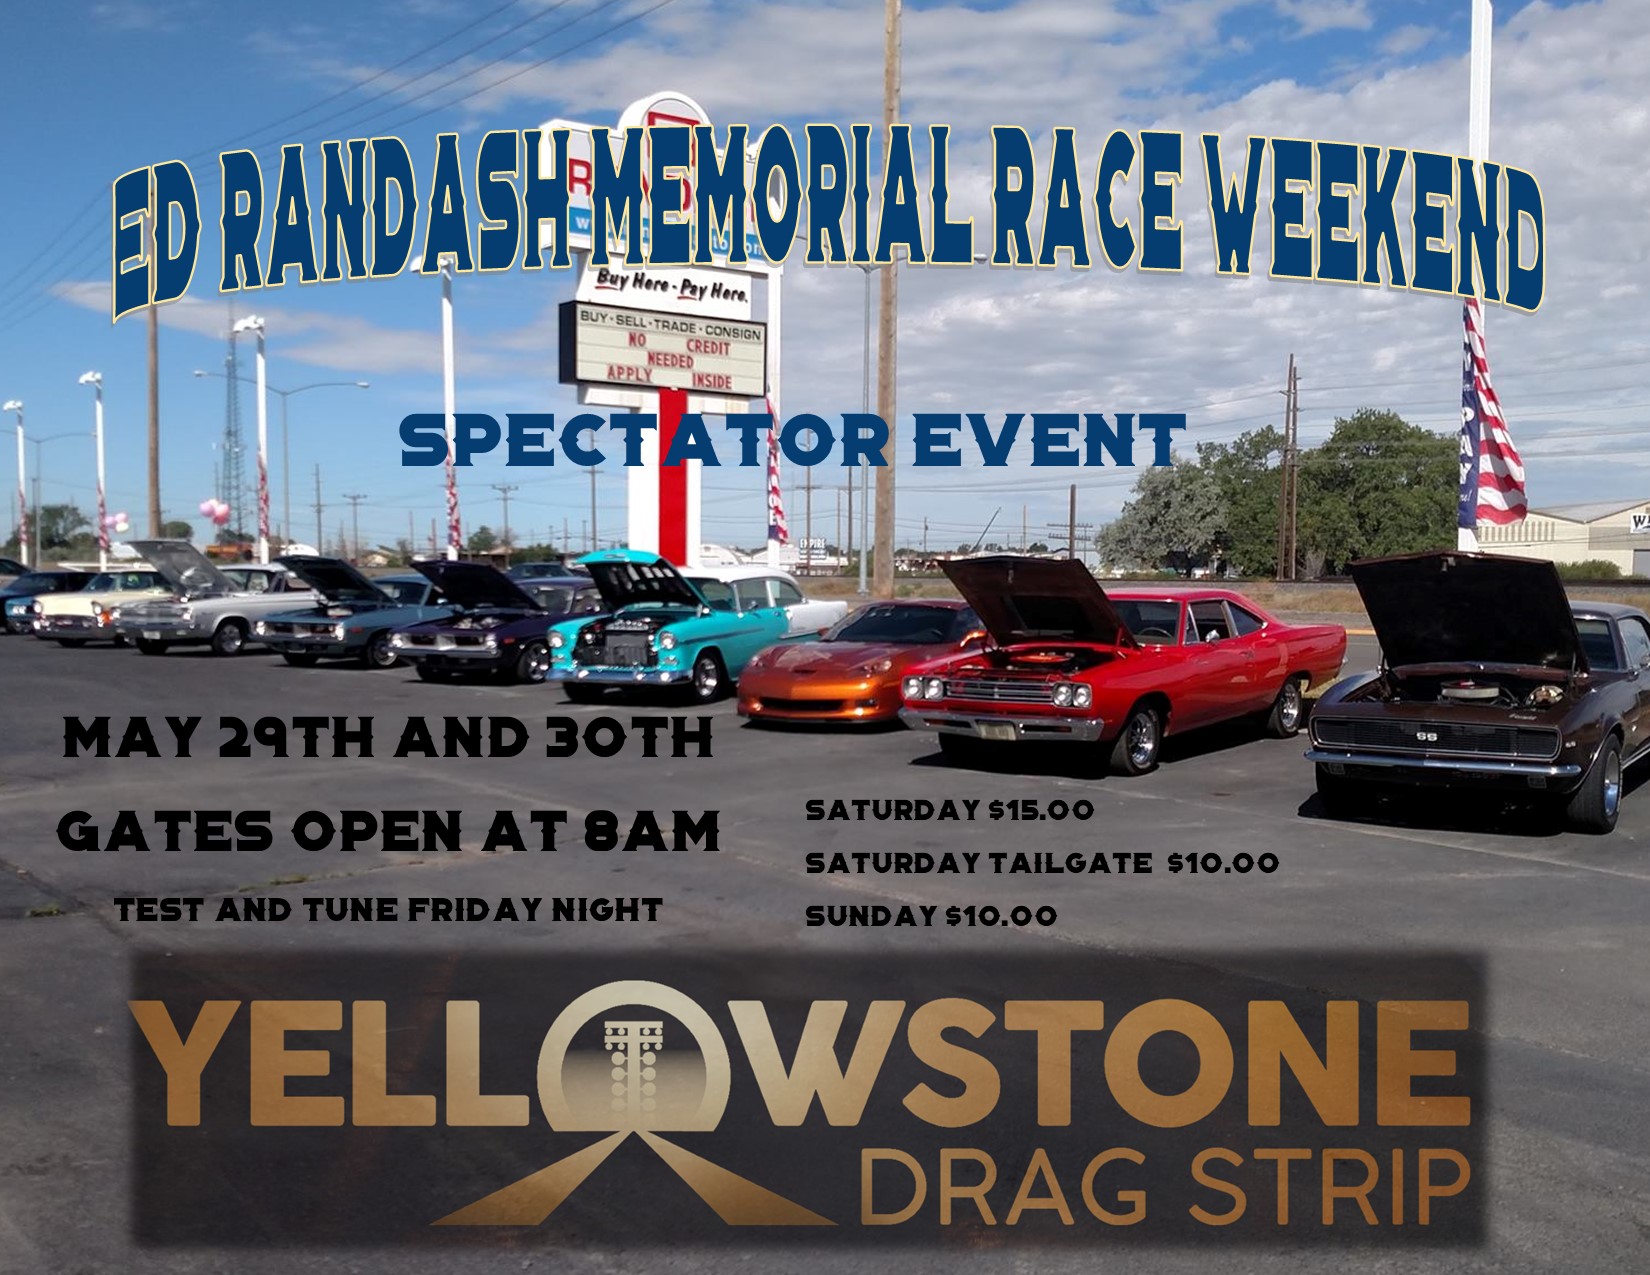 ED RANDASH MEMORIAL RACE WEEKEND
Buy Here - Pay Here.
BUY · SELL · TRADE · CONSIGN
NO CREDIT
NEEDED
APPLY INSIDE
SPECTATOR EVENT
EMPIRE
SS
MAY 29TH AND 30TH
GATES OPEN AT 8AM
TEST AND TUNE FRIDAY NIGHT
SATURDAY $15.00
SATURDAY TAILGATE $10.00
SUNDAY $10.00
YELLOWSTONE
DRAG STRIP